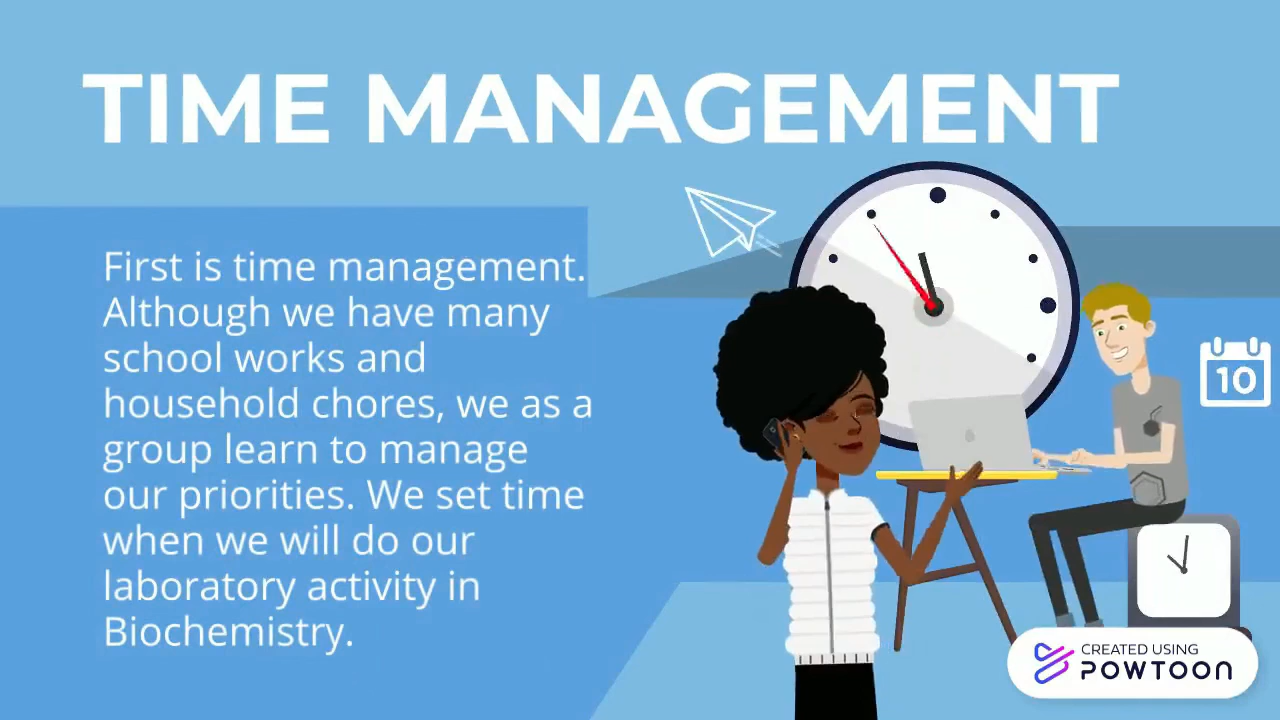 TIME MANAGEMENT
First is time management.
Although we have many
school works and
household chores, we as a
group learn to manage
our priorities. We set time
when we will do our
laboratory activity in
Biochemistry.
10
CREATED USING
POWTOON